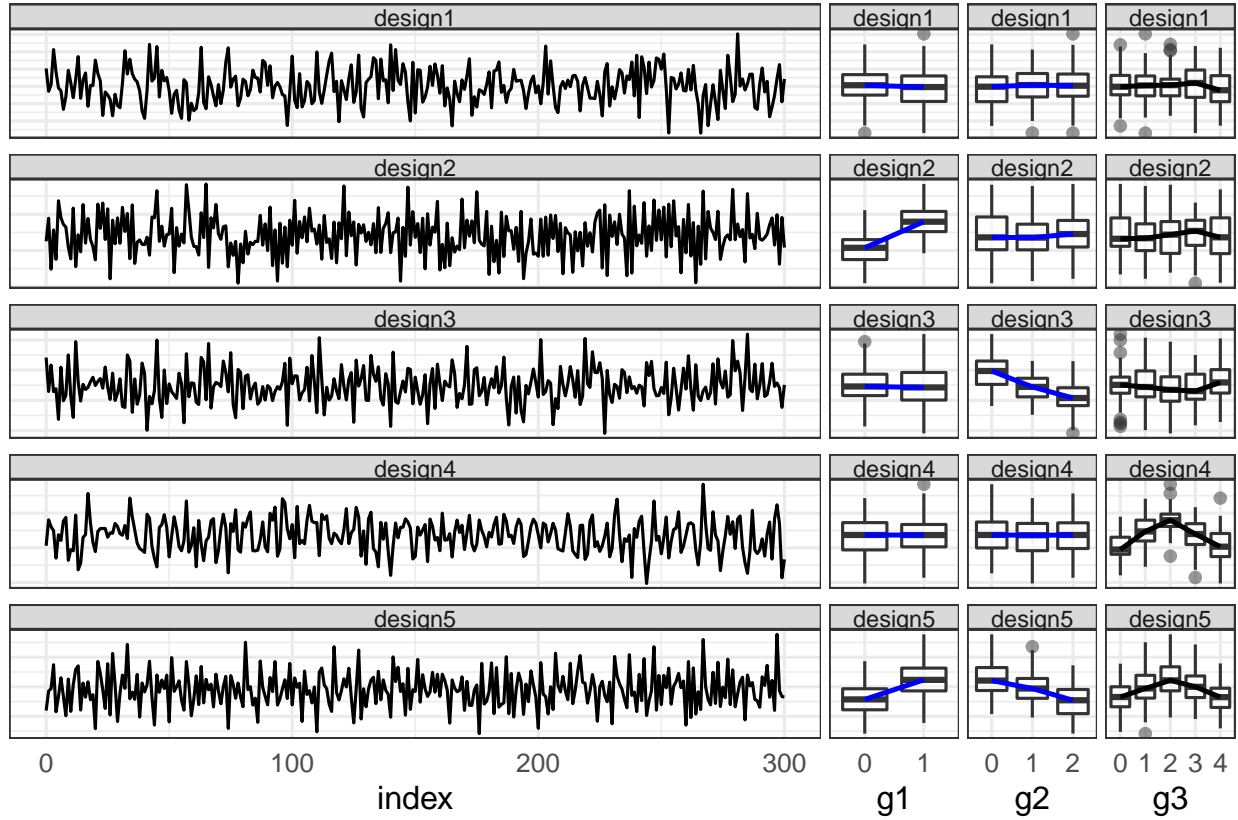 design1 design1 design1 design1
design2 design2 design2 design2
design3 design3 design3 design3
design4 design4 design4 design4
design5 design5 design5 design5
0 100 200 300 0 1 0 1 2 0 1 2 3 4
index g1 g2 g3